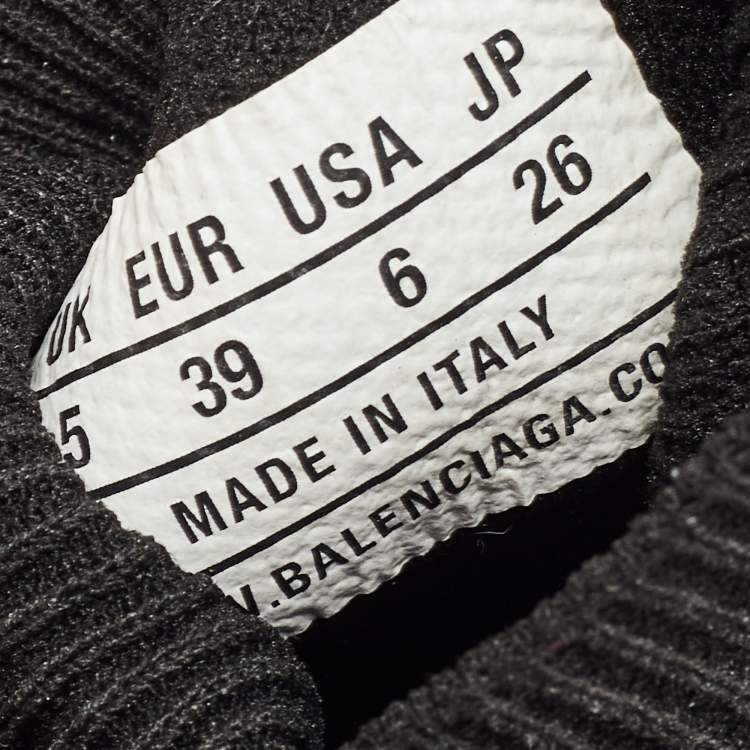 UK EUR USA JP
5 39 6 26
MADE IN ITALY
W.BALENCIAGA.CO